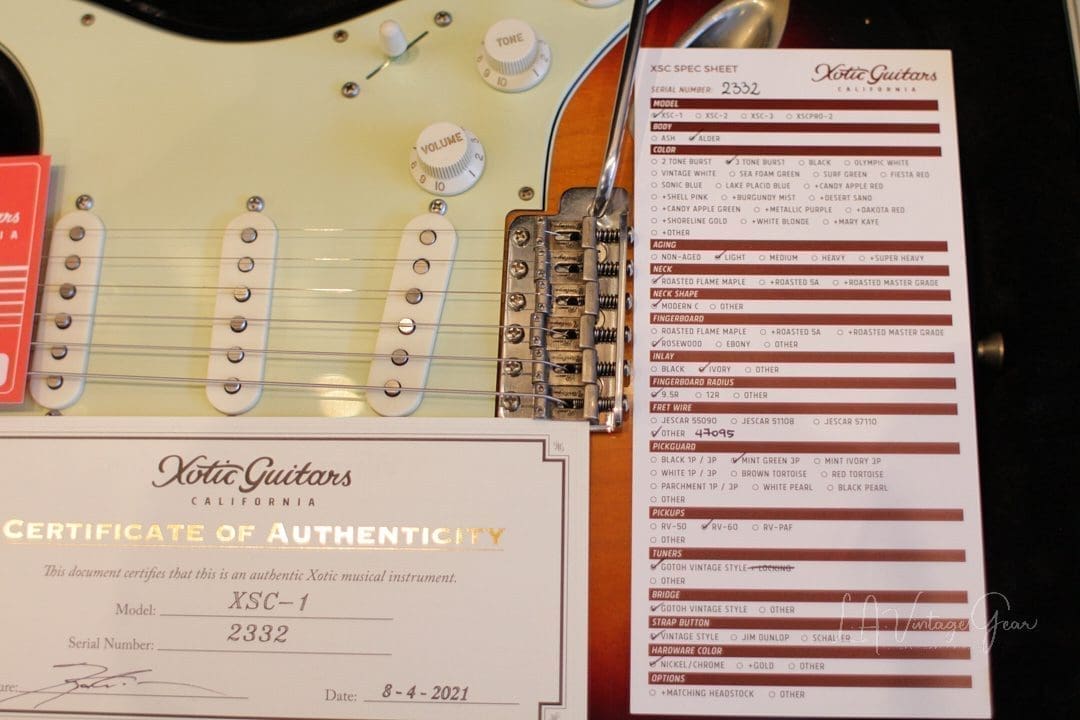 TONE
VOLUME
XSC SPEC SHEET
Xotic Guitars
CALIFORNIA
SERIAL NUMBER: 2332
MODEL
XSC-1 XSC-2 XSC-3 XSCPRO-2
BODY
ASH ALDER
COLOR
2 TONE BURST 3 TONE BURST BLACK OLYMPIC WHITE
VINTAGE WHITE SEA FOAM GREEN SURF GREEN FIESTA RED
SONIC BLUE LAKE PLACID BLUE +CANDY APPLE RED
+SHELL PINK +BURGUNDY MIST +DESERT SAND
+CANDY APPLE GREEN +METALLIC PURPLE +DAKOTA RED
+SHORELINE GOLD +WHITE BLONDE +MARY KAYE
+OTHER
AGING
NON-AGED LIGHT MEDIUM HEAVY +SUPER HEAVY
NECK
ROASTED FLAME MAPLE +ROASTED 5A +ROASTED MASTER GRADE
NECK SHAPE
MODERN C OTHER
FINGERBOARD
ROASTED FLAME MAPLE +ROASTED 5A +ROASTED MASTER GRADE
ROSEWOOD EBONY OTHER
INLAY
BLACK IVORY OTHER
FINGERBOARD RADIUS
9.5R 12R OTHER
FRET WIRE
JESCAR 55090 JESCAR 51108 JESCAR 57110
OTHER 47095
PICKGUARD
BLACK 1P / 3P MINT GREEN 3P MINT IVORY 3P
WHITE 1P / 3P BROWN TORTOISE RED TORTOISE
PARCHMENT 1P / 3P WHITE PEARL BLACK PEARL
OTHER
PICKUPS
RV-50 RV-60 RV-PAF
OTHER
TUNERS
GOTOH VINTAGE STYLE + LOCKING
OTHER
BRIDGE
GOTOH VINTAGE STYLE OTHER
STRAP BUTTON
VINTAGE STYLE JIM DUNLOP SCHALLER
HARDWARE COLOR
NICKEL/CHROME +GOLD OTHER
OPTIONS
+MATCHING HEADSTOCK OTHER
L.A.VintageGear
Xotic Guitars
CALIFORNIA
CERTIFICATE OF AUTHENTICITY
This document certifies that this is an authentic Xotic musical instrument.
Model: XSC-1
Serial Number: 2332
Date: 8-4-2021